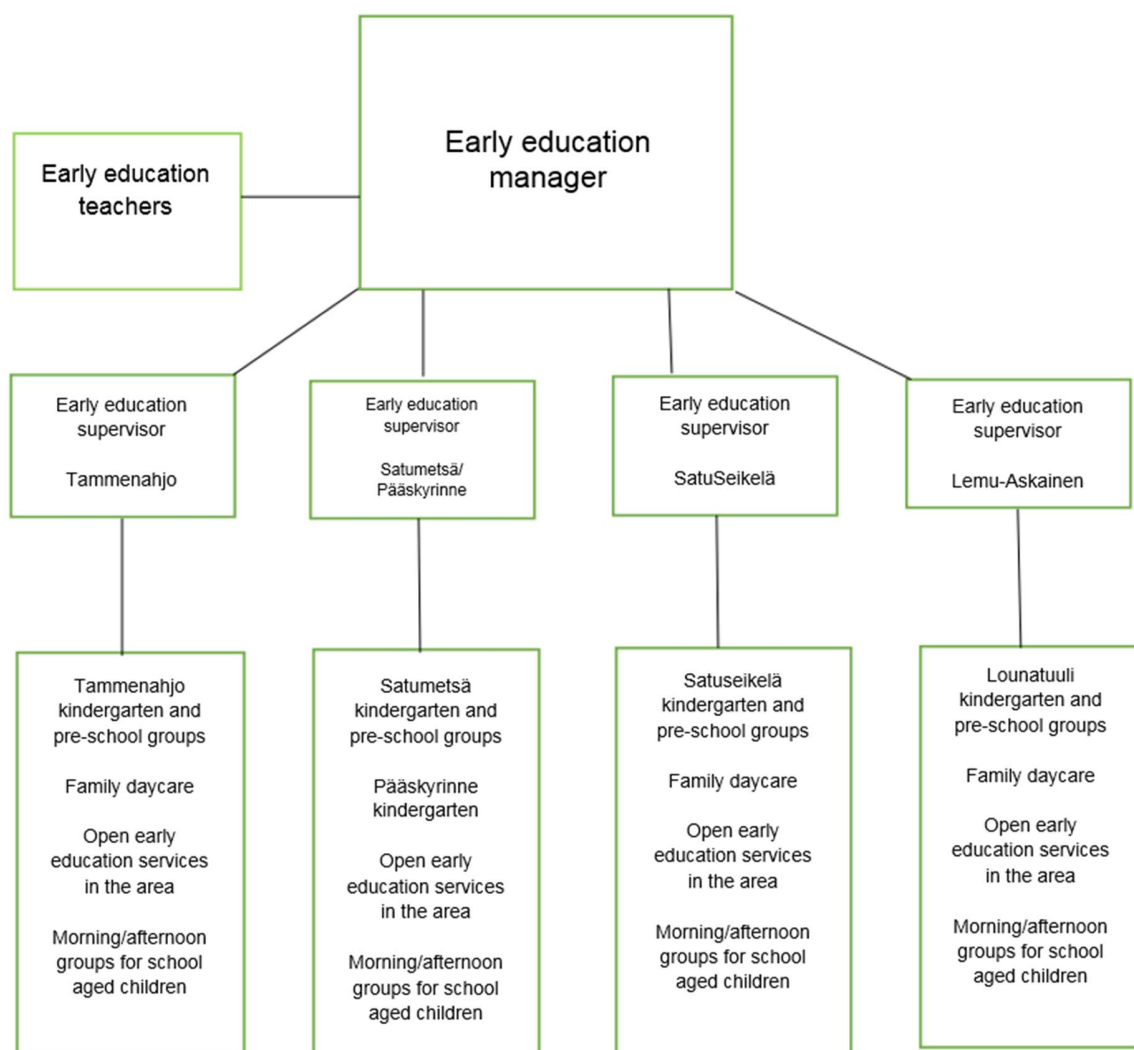 Early education
manager
Early education
teachers
Early education
supervisor
Tammenahjo
Early education
supervisor
Satumetsä/
Pääskyrinne
Early education
supervisor
SatuSeikelä
Early education
supervisor
Lemu-Askainen
Tammenahjo
kindergarten and
pre-school groups
Family daycare
Open early
education services
in the area
Morning/afternoon
groups for school
aged children
Satumetsä
kindergarten and
pre-school groups
Pääskyrinne
kindergarten
Open early
education services
in the area
Morning/afternoon
groups for school
aged children
Satuseikelä
kindergarten and
pre-school groups
Family daycare
Open early
education services
in the area
Morning/afternoon
groups for school
aged children
Lounatuuli
kindergarten and
pre-school groups
Family daycare
Open early
education services
in the area
Morning/afternoon
groups for school
aged children